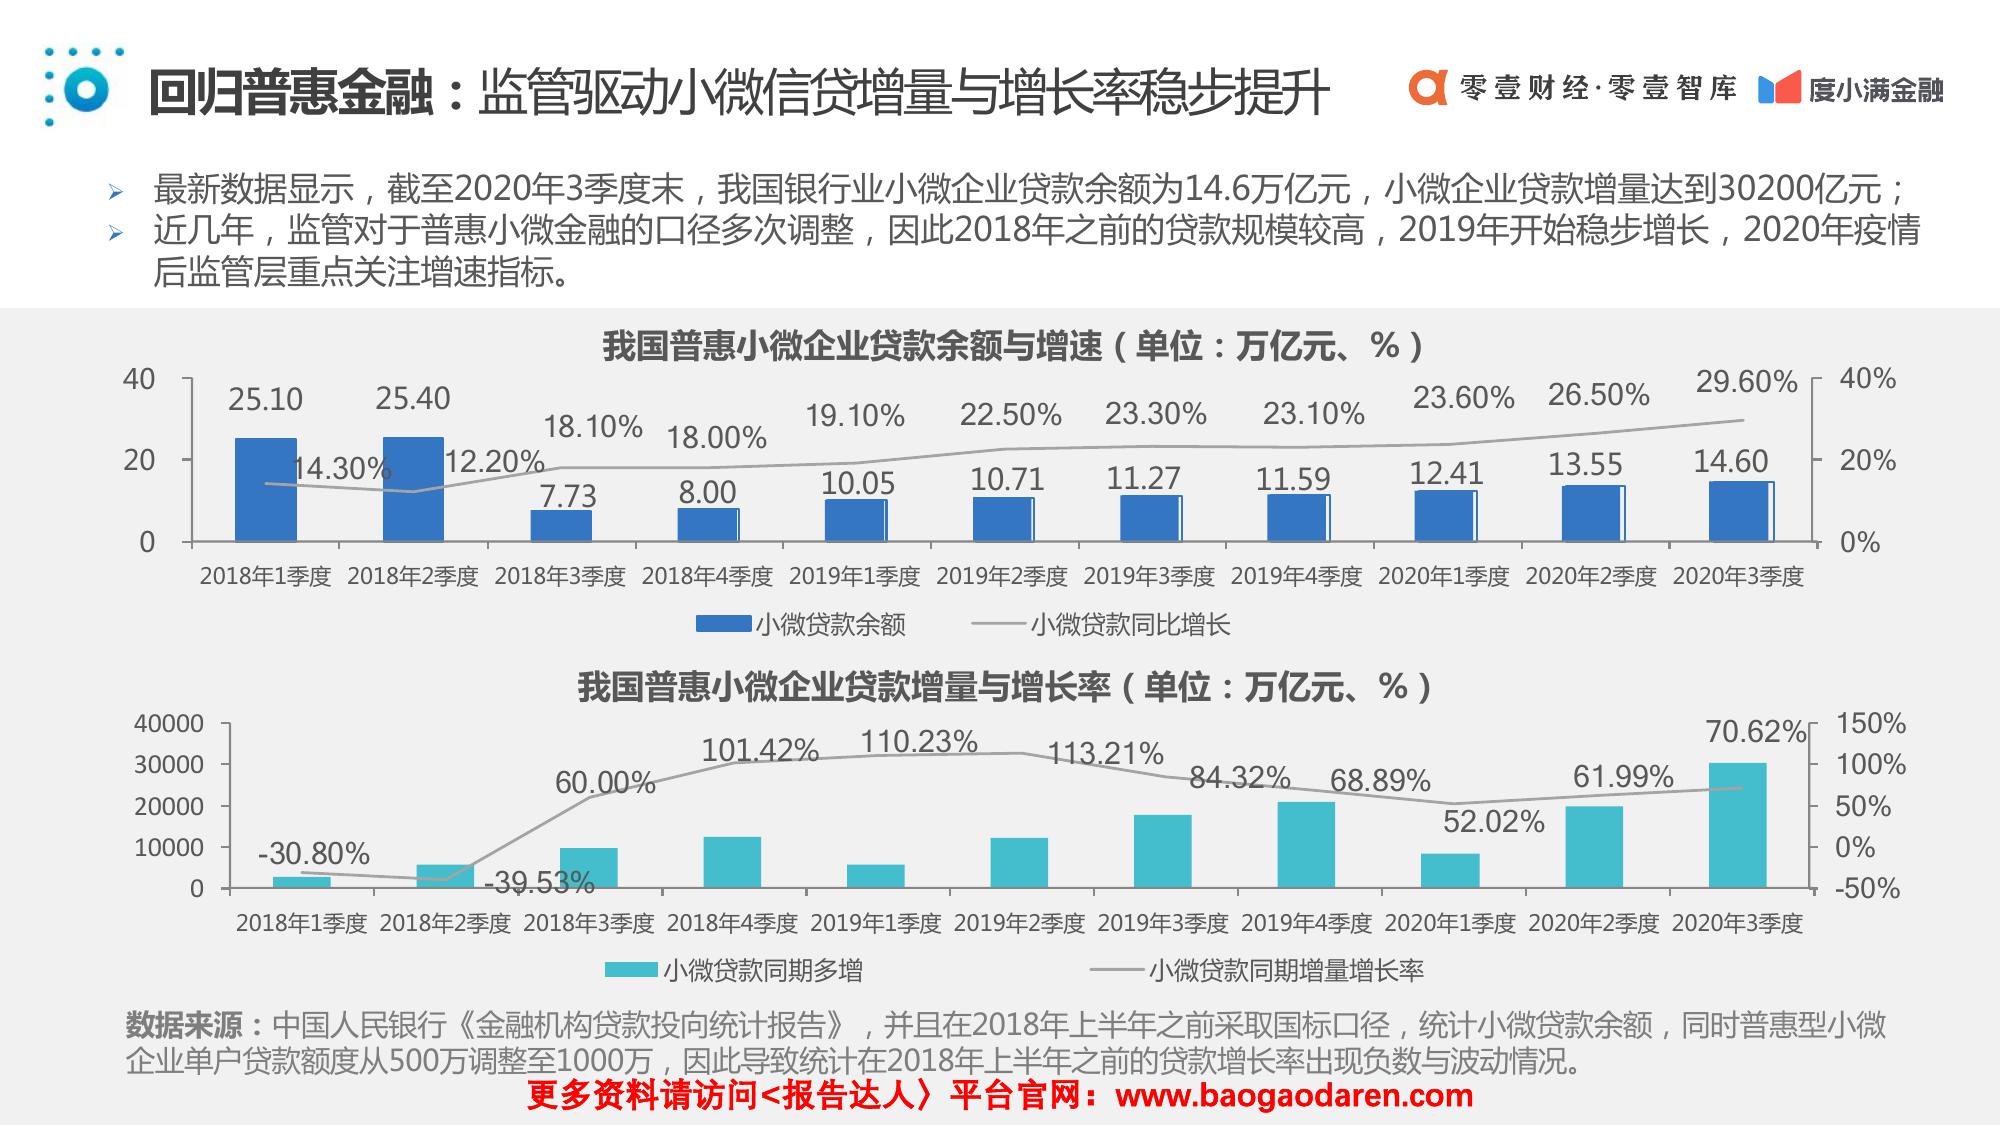 回归普惠金融：监管驱动小微信贷增量与增长率稳步提升
零壹财经·零壹智库
度小满金融
最新数据显示，截至2020年3季度末，我国银行业小微企业贷款余额为14.6万亿元，小微企业贷款增量达到30200亿元；
近几年，监管对于普惠小微金融的口径多次调整，因此2018年之前的贷款规模较高，2019年开始稳步增长，2020年疫情
后监管层重点关注增速指标。
我国普惠小微企业贷款余额与增速（单位：万亿元、%）
40
20
0
25.10
25.40
7.73
8.00
10.05
10.71
11.27
11.59
12.41
13.55
14.60
14.30%
12.20%
18.10%
18.00%
19.10%
22.50%
23.30%
23.10%
23.60%
26.50%
29.60%
40%
20%
0%
2018年1季度 2018年2季度 2018年3季度 2018年4季度 2019年1季度 2019年2季度 2019年3季度 2019年4季度 2020年1季度 2020年2季度 2020年3季度
小微贷款余额
小微贷款同比增长
我国普惠小微企业贷款增量与增长率（单位：万亿元、%）
40000
30000
20000
10000
0
-30.80%
-39.53%
60.00%
101.42%
110.23%
113.21%
84.32%
68.89%
52.02%
61.99%
70.62%
150%
100%
50%
0%
-50%
2018年1季度 2018年2季度 2018年3季度 2018年4季度 2019年1季度 2019年2季度 2019年3季度 2019年4季度 2020年1季度 2020年2季度 2020年3季度
小微贷款同期多增
小微贷款同期增量增长率
数据来源：中国人民银行《金融机构贷款投向统计报告》，并且在2018年上半年之前采取国标口径，统计小微贷款余额，同时普惠型小微
企业单户贷款额度从500万调整至1000万，因此导致统计在2018年上半年之前的贷款增长率出现负数与波动情况。
更多资料请访问<报告达人〉平台官网：www.baogaodaren.com